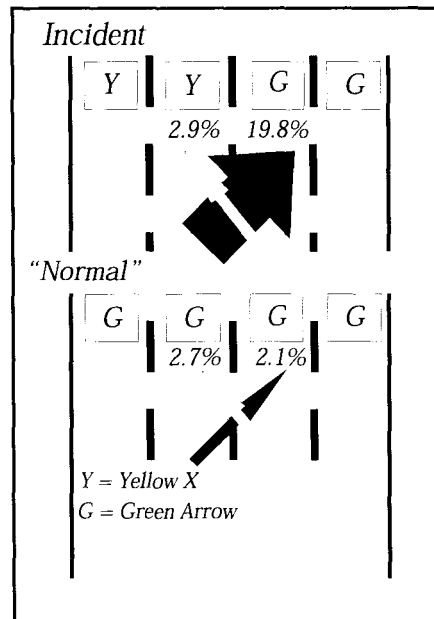 Incident
Y Y G G
2.9% 19.8%
"Normal"
G G G G
2.7% 2.1%
Y = Yellow X
G = Green Arrow